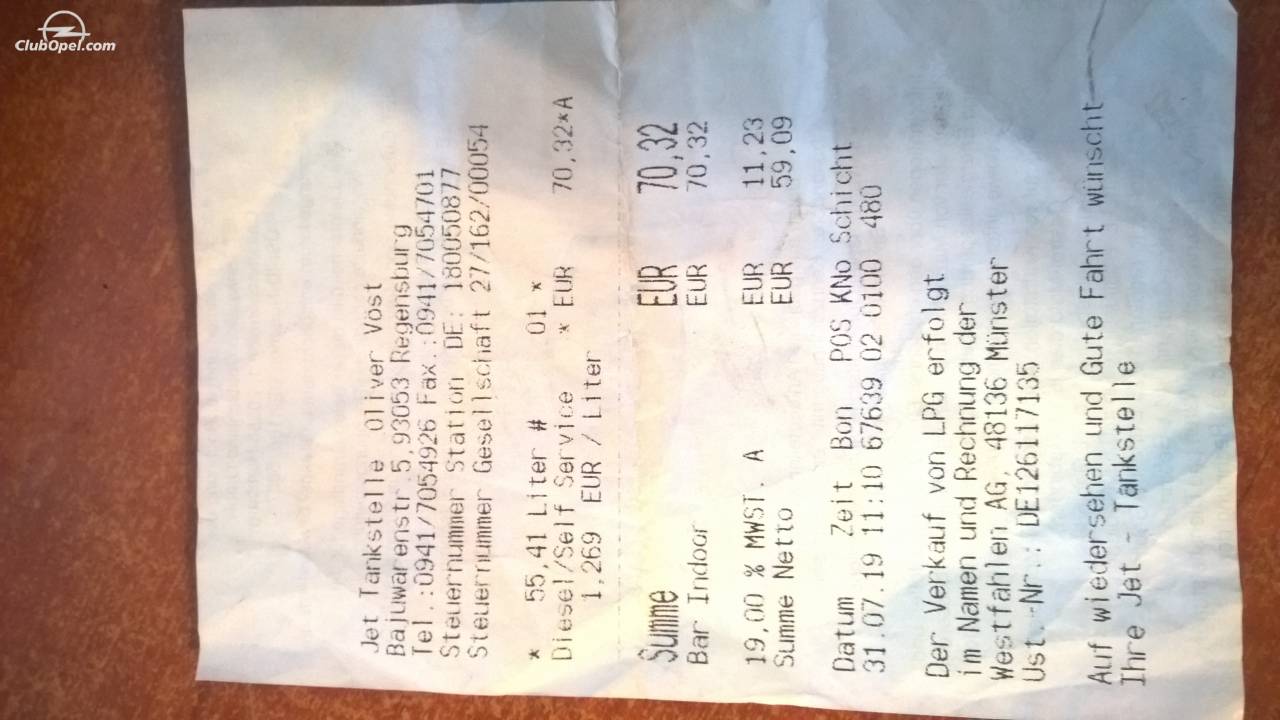 ClubOpel.com
Jet Tankstelle Oliver Vöst
Bajuwarenstr.5,93053 Regensburg
Tel.:0941/7054926 Fax.:0941/7054701
Steuernummer Station DE: 180050877
Steuernummer Gesellschaft 27/162/00054
* 55,41 Liter # 01 *
Diesel/Self Service * EUR 70,32*A
1,269 EUR / Liter
Summe EUR 70,32
Bar Indoor EUR 70,32
19,00 % MWST. A EUR 11,23
Summe Netto EUR 59,09
Datum Zeit Bon POS KNo Schicht
31.07.19 11:10 67639 02 0100 480
Der Verkauf von LPG erfolgt
im Namen und Rechnung der
Westfahlen AG, 48136 Münster
Ust.-Nr.: DE126117135
Auf wiedersehen und Gute Fahrt wünscht
Ihre Jet - Tankstelle